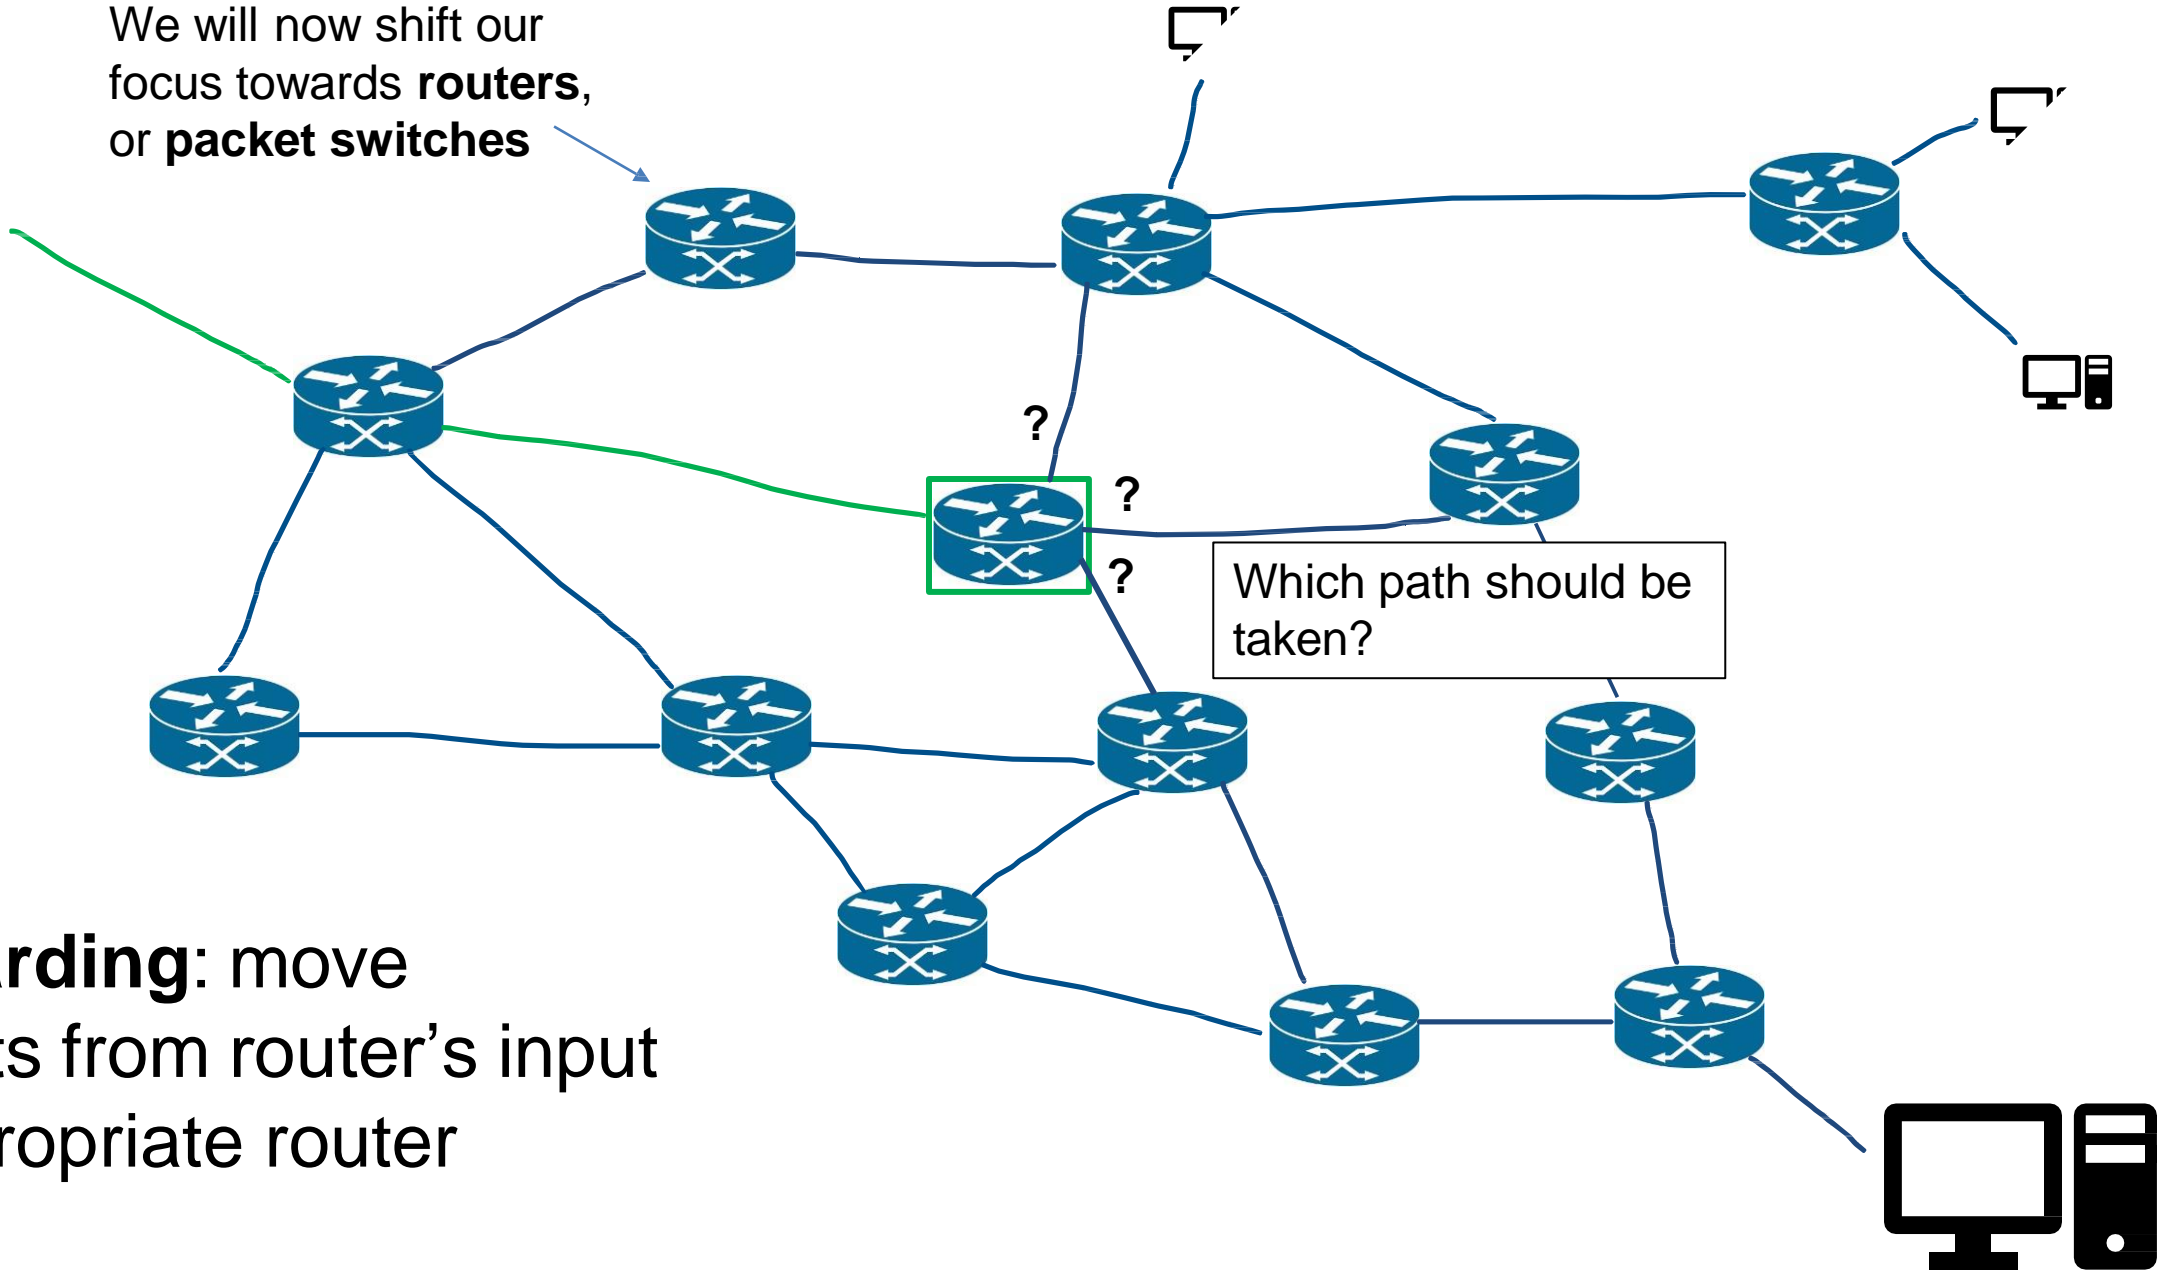 We will now shift our
focus towards routers,
or packet switches
?
?
?
Which path should be
taken?
rding: move
ts from router’s input
ropriate router